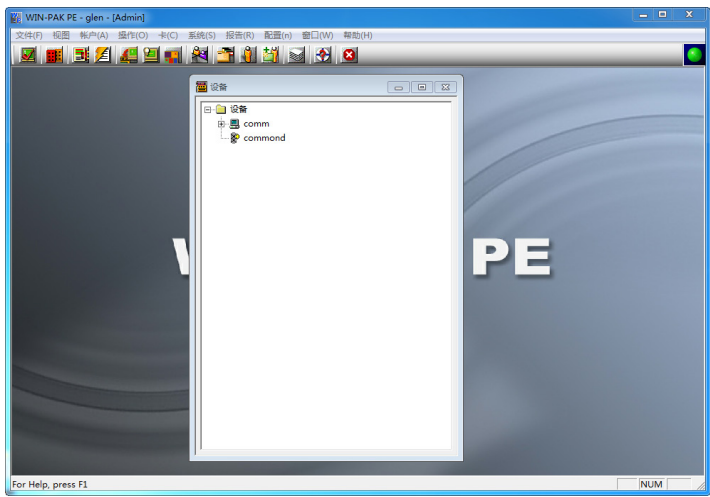 WIN-PAK PE - glen - [Admin]
文件(F) 视图 帐户(A) 操作(O) 卡(C) 系统(S) 报告(R) 配置(n) 窗口(W) 帮助(H)
设备
设备
comm
commond
PE
For Help, press F1
NUM